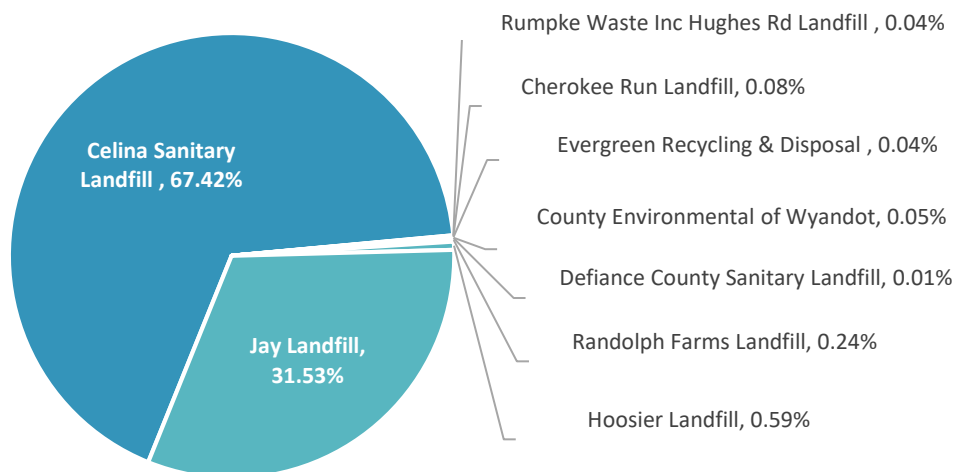 Rumpke Waste Inc Hughes Rd Landfill , 0.04%
Cherokee Run Landfill, 0.08%
Evergreen Recycling & Disposal , 0.04%
Celina Sanitary
Landfill , 67.42%
County Environmental of Wyandot, 0.05%
Defiance County Sanitary Landfill, 0.01%
Randolph Farms Landfill, 0.24%
Jay Landfill,
31.53%
Hoosier Landfill, 0.59%